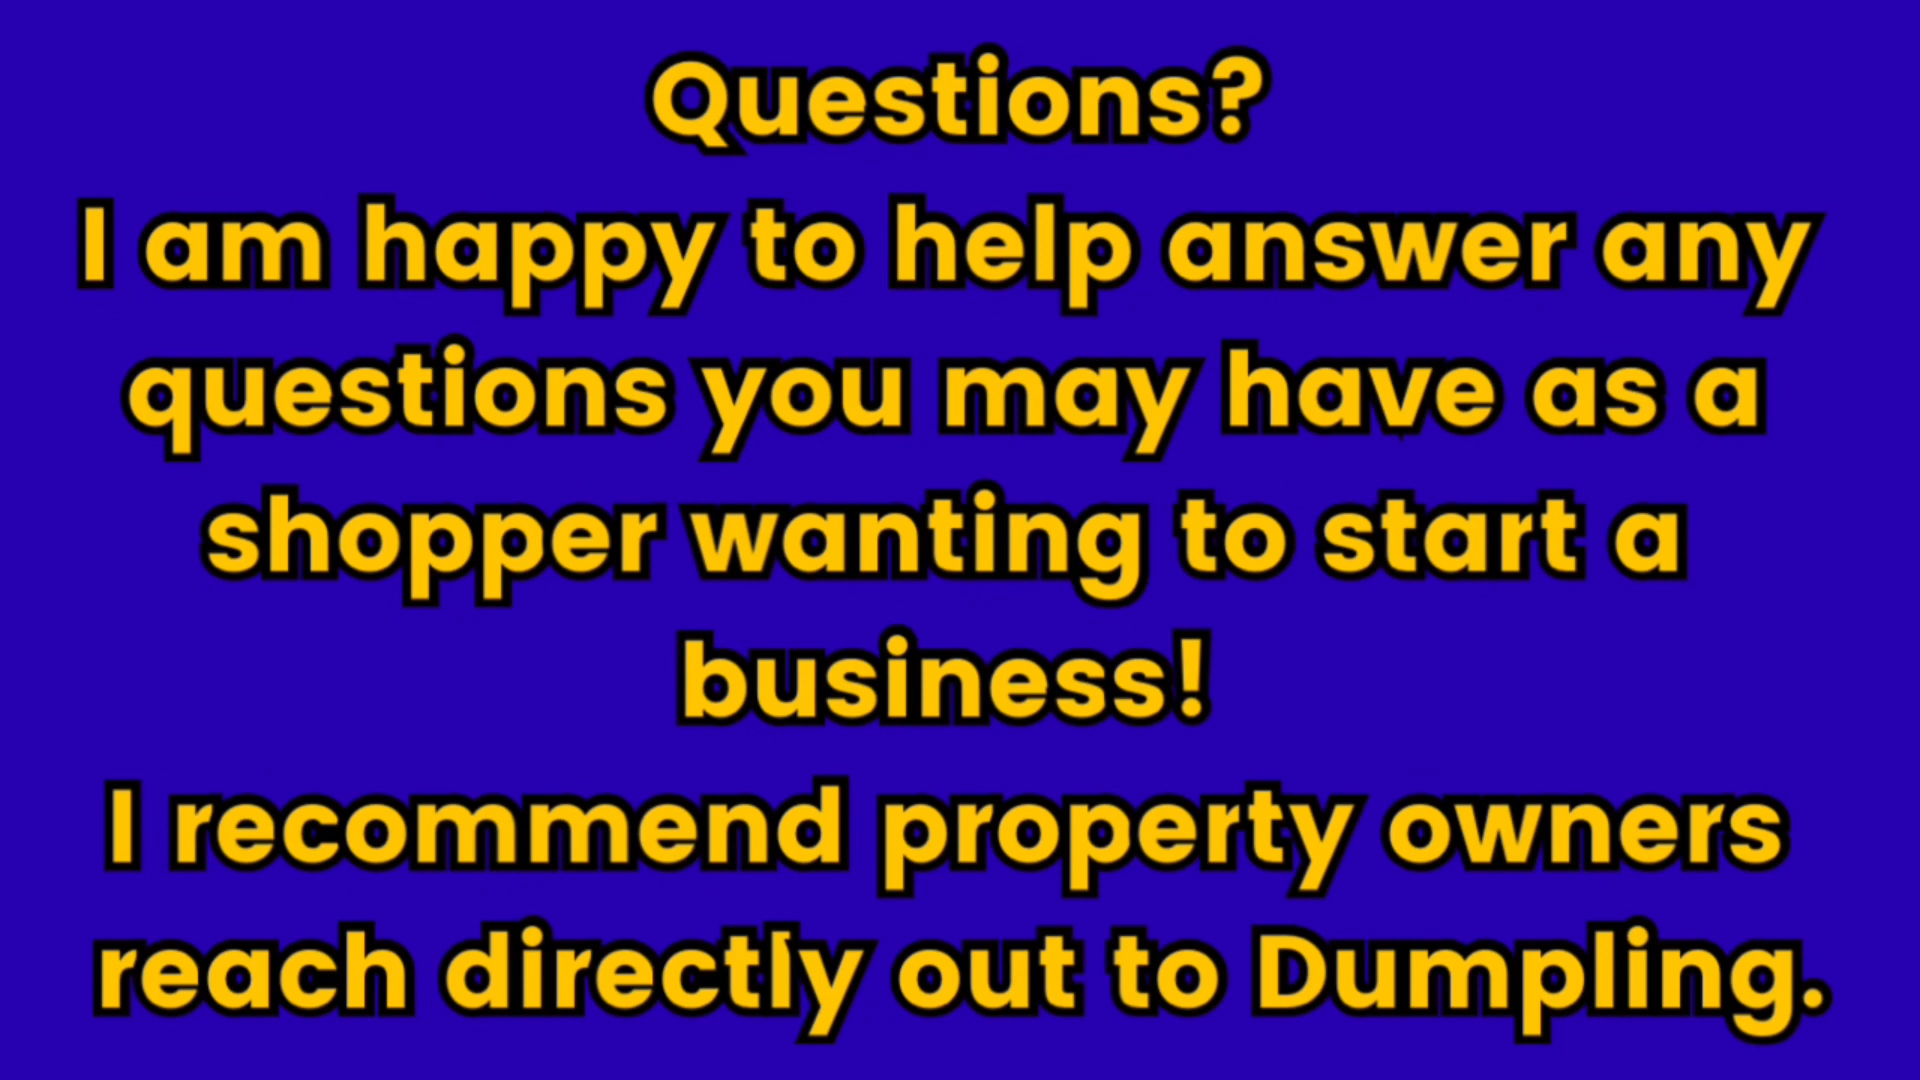 Questions?
I am happy to help answer any
questions you may have as a
shopper wanting to start a
business!
I recommend property owners
reach directly out to Dumpling.